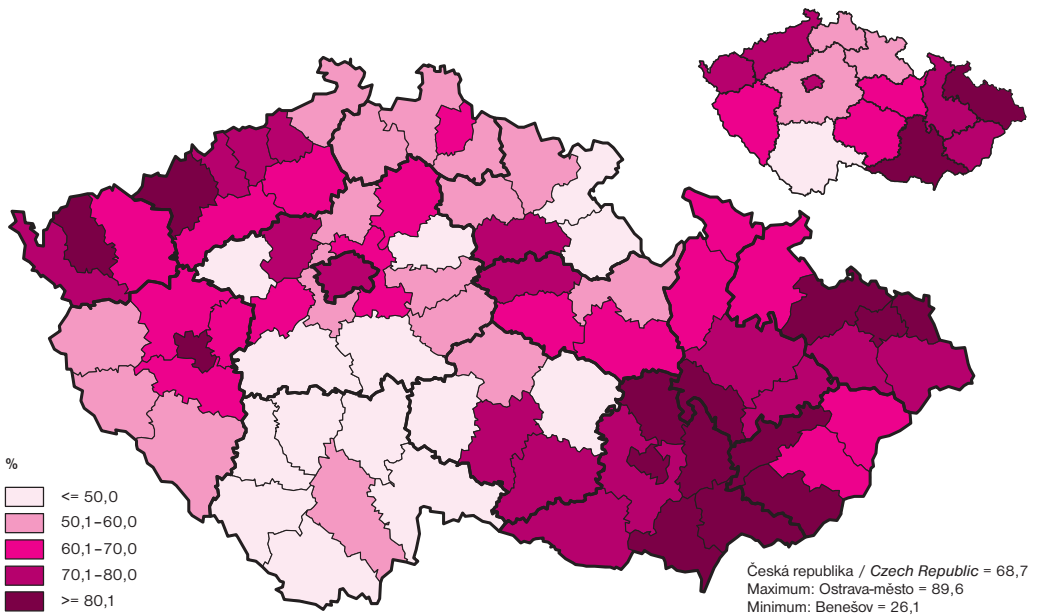 %
<= 50,0
50,1–60,0
60,1–70,0
70,1–80,0
>= 80,1
Česká republika / Czech Republic = 68,7
Maximum: Ostrava-město = 89,6
Minimum: Benešov = 26,1